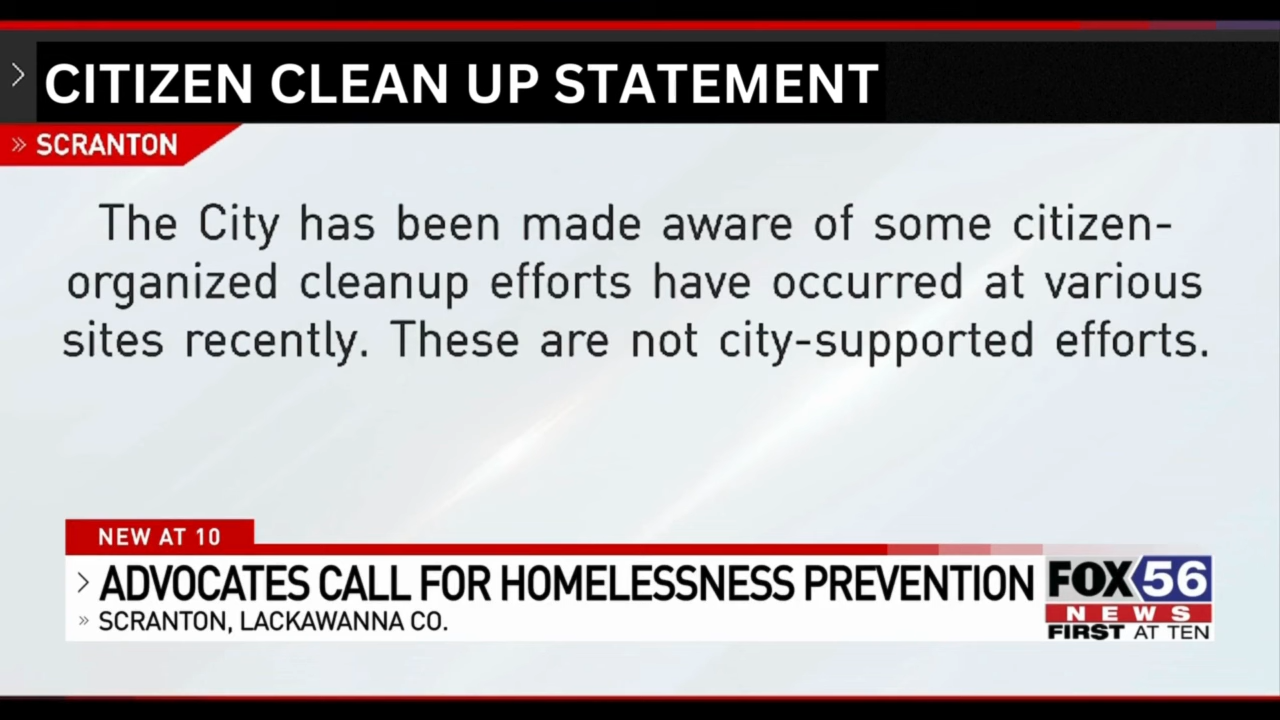 CITIZEN CLEAN UP STATEMENT
SCRANTON
The City has been made aware of some citizen-
organized cleanup efforts have occurred at various
sites recently. These are not city-supported efforts.
NEW AT 10
ADVOCATES CALL FOR HOMELESSNESS PREVENTION
SCRANTON, LACKAWANNA CO.
FOX 56
NEWS
FIRST AT TEN